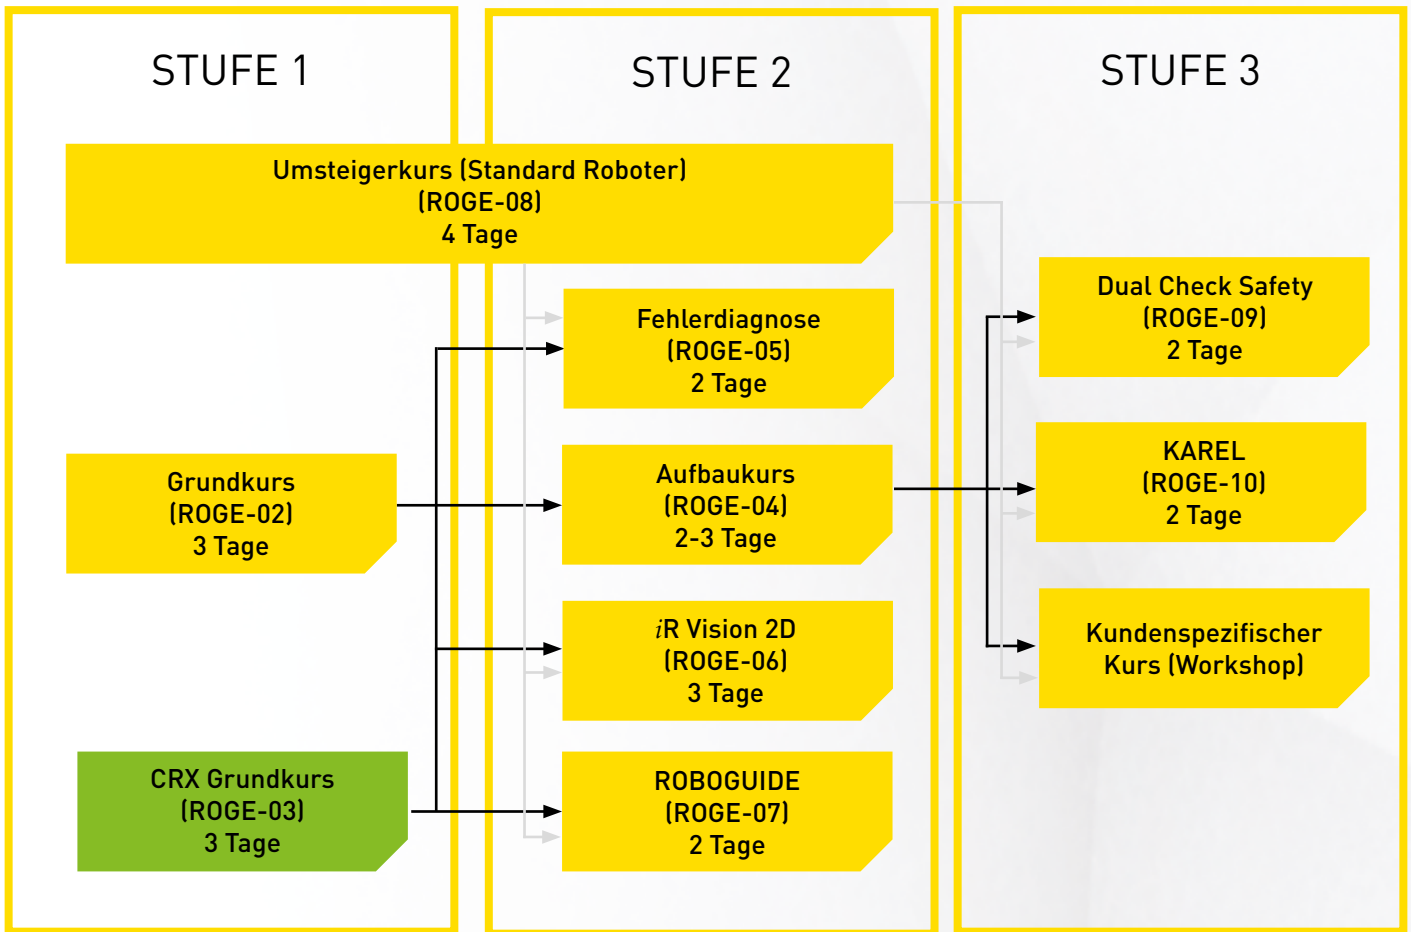 STUFE 1
STUFE 2
STUFE 3
Umsteigerkurs (Standard Roboter)
(ROGE-08)
4 Tage
Grundkurs
(ROGE-02)
3 Tage
CRX Grundkurs
(ROGE-03)
3 Tage
Fehlerdiagnose
(ROGE-05)
2 Tage
Aufbaukurs
(ROGE-04)
2-3 Tage
iR Vision 2D
(ROGE-06)
3 Tage
ROBOGUIDE
(ROGE-07)
2 Tage
Dual Check Safety
(ROGE-09)
2 Tage
KAREL
(ROGE-10)
2 Tage
Kundenspezifischer
Kurs (Workshop)